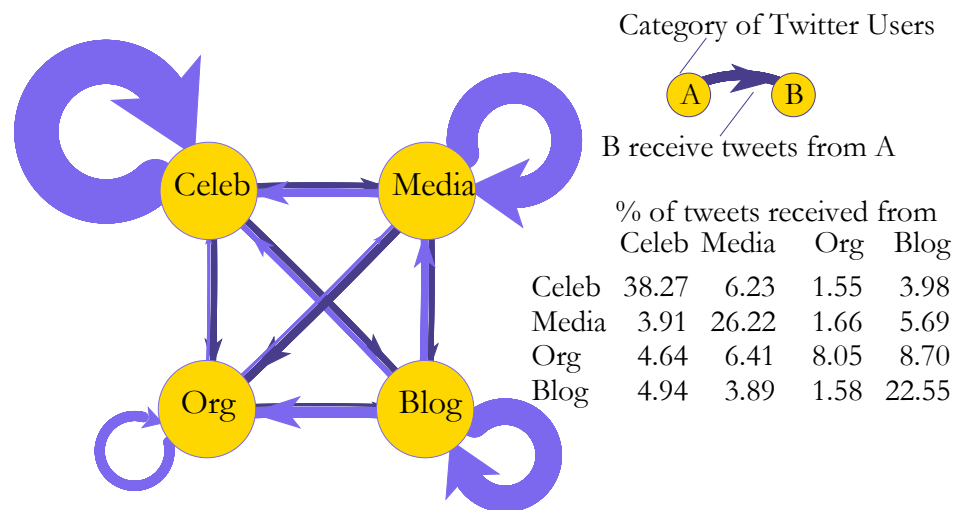 Category of Twitter Users
A B
B receive tweets from A
Celeb Media
% of tweets received from
Celeb Media Org Blog
Celeb 38.27 6.23 1.55 3.98
Media 3.91 26.22 1.66 5.69
Org 4.64 6.41 8.05 8.70
Blog 4.94 3.89 1.58 22.55
Org Blog